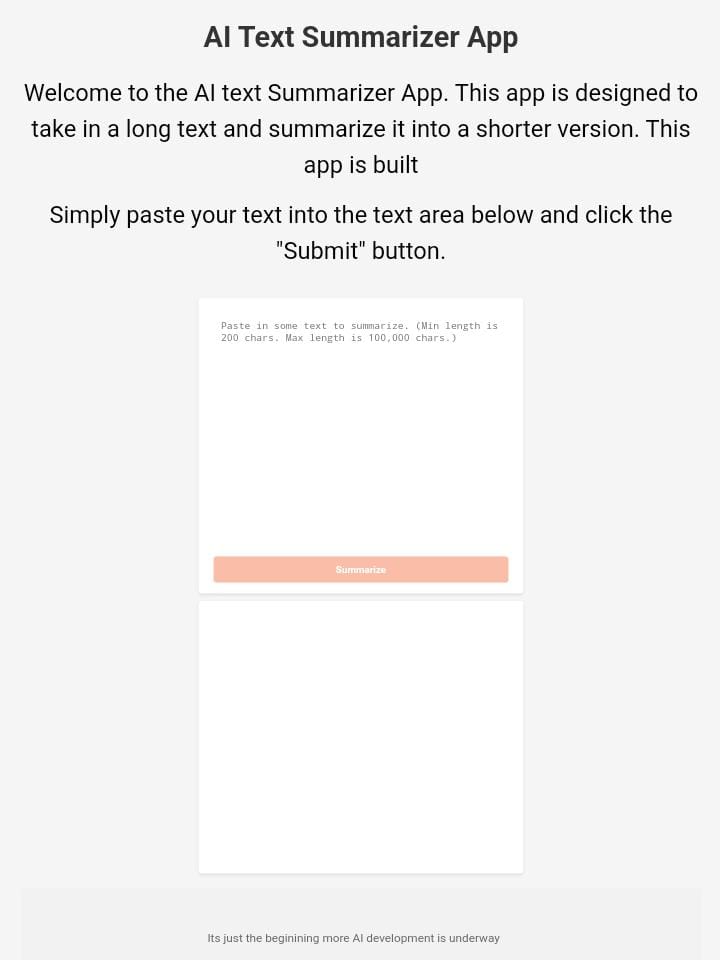 AI Text Summarizer App
Welcome to the AI text Summarizer App. This app is designed to
take in a long text and summarize it into a shorter version. This
app is built
Simply paste your text into the text area below and click the
"Submit" button.
Paste in some text to summarize. (Min length is
200 chars. Max length is 100,000 chars.)
Summarize
Its just the beginining more AI development is underway